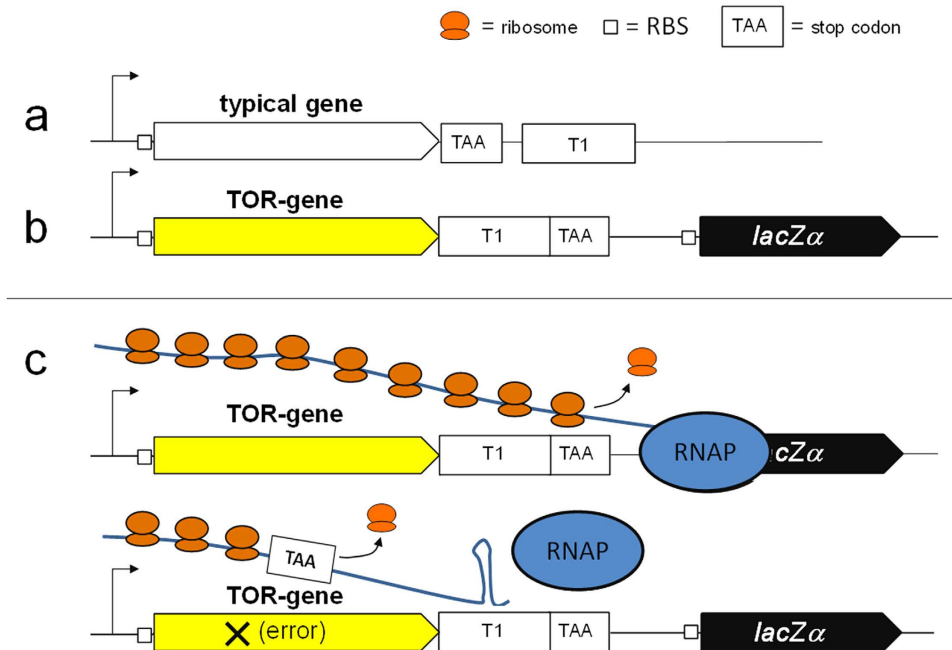 = ribosome = RBS TAA = stop codon
a
typical gene
TAA T1
b
TOR-gene
T1 TAA lacZα
c
TOR-gene
T1 TAA RNAP cZα
TAA RNAP
TOR-gene
X (error) T1 TAA lacZα